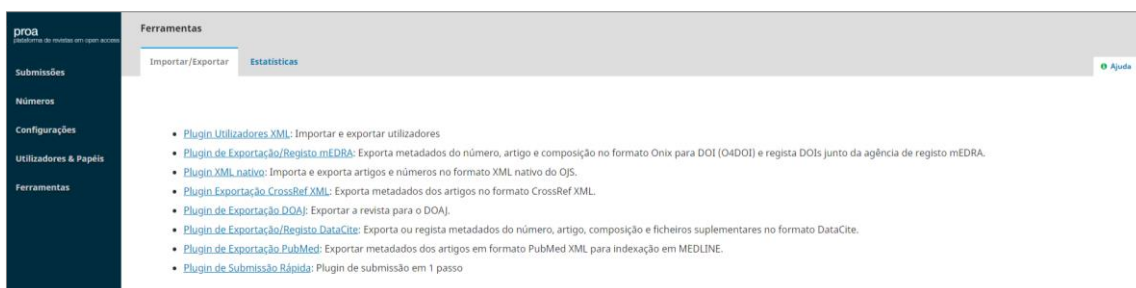 proa
plataforma de revistas em open access
Submissões
Números
Configurações
Utilizadores & Papéis
Ferramentas
Ferramentas
Importar/Exportar
Estatísticas
Ajuda
Plugin Utilizadores XML: Importar e exportar utilizadores
Plugin de Exportação/Registo mEDRA: Exporta metadados do número, artigo e composição no formato Onix para DOI (O4DOI) e regista DOIs junto da agência de registo mEDRA.
Plugin XML nativo: Importa e exporta artigos e números no formato XML nativo do OJS.
Plugin Exportação CrossRef XML: Exporta metadados dos artigos no formato CrossRef XML.
Plugin de Exportação DOAJ: Exportar a revista para o DOAJ.
Plugin de Exportação/Registo DataCite: Exporta ou regista metadados do número, artigo, composição e ficheiros suplementares no formato DataCite.
Plugin de Exportação PubMed: Exportar metadados dos artigos em formato PubMed XML para indexação em MEDLINE.
Plugin de Submissão Rápida: Plugin de submissão em 1 passo